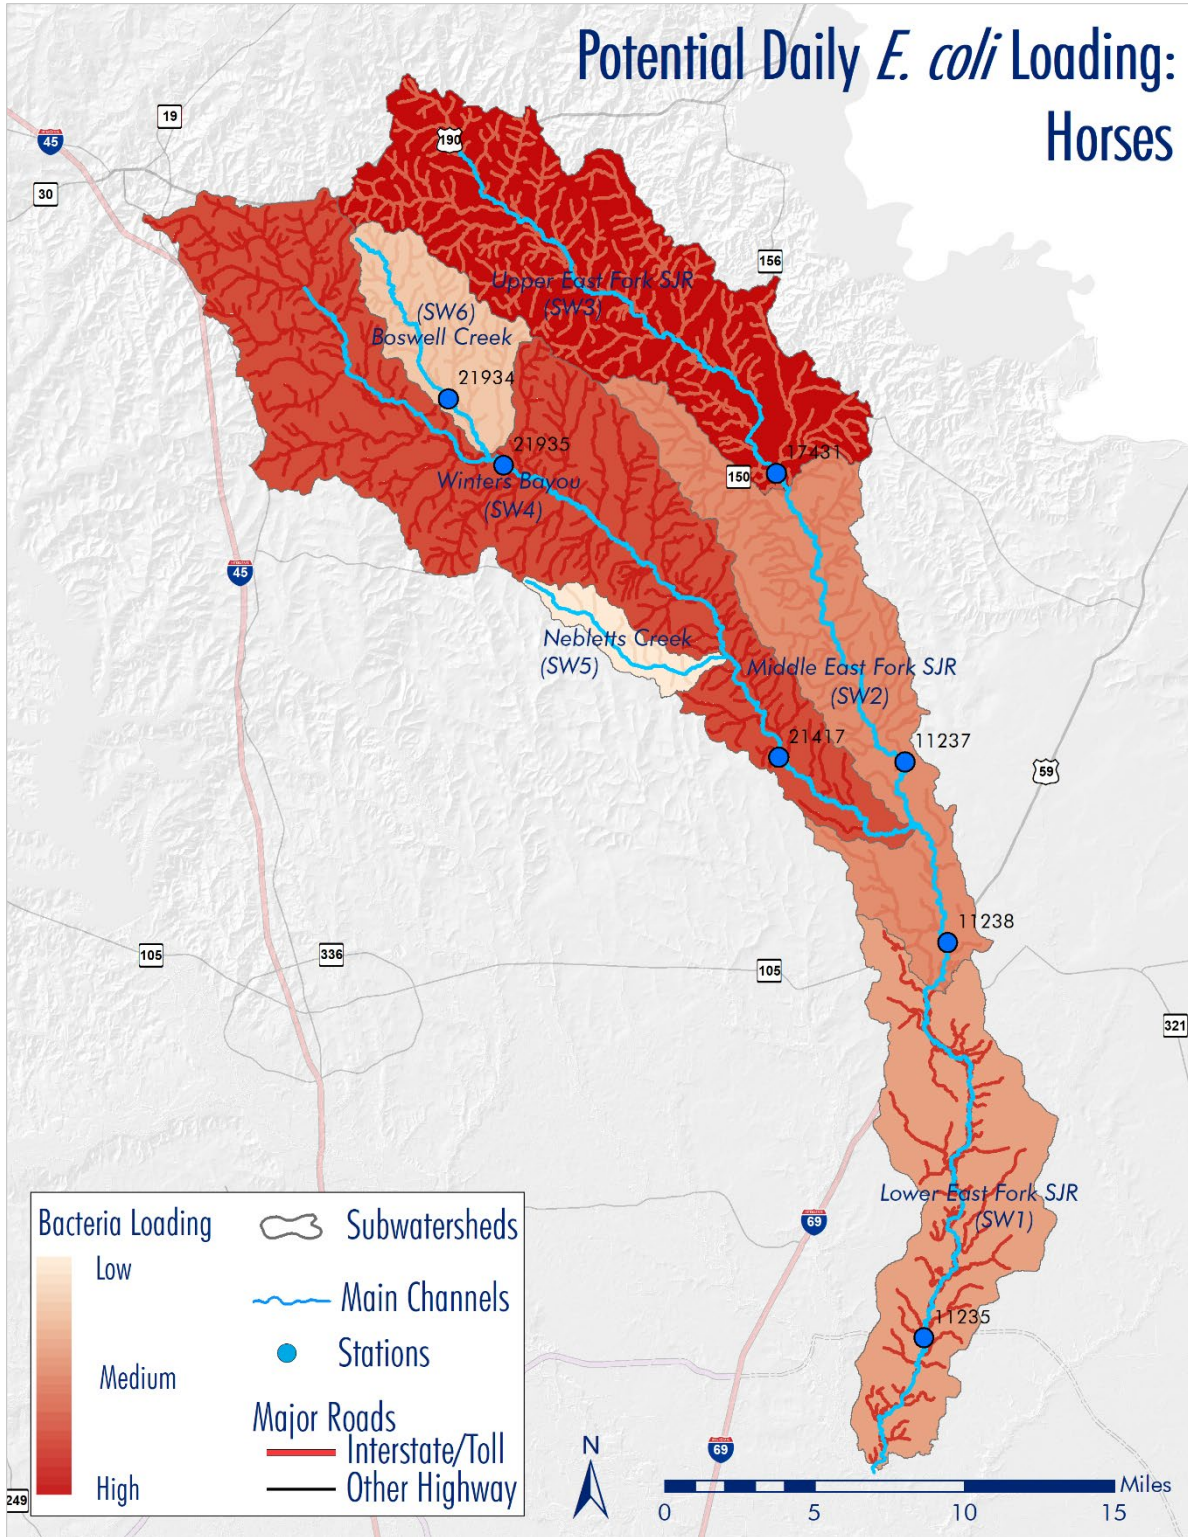 Potential Daily E. coli Loading:
Horses
19
45
190
30
156
Upper East Fork SJR
(SW3)
(SW6)
Boswell Creek
21934
21935
17431
150
Winters Bayou
(SW4)
45
Nebletts Creek
(SW5)
Middle East Fork SJR
(SW2)
21417
11237
59
11238
105
336
105
321
Lower East Fork SJR
(SW1)
69
11235
69
249
Bacteria Loading
Low
Medium
High
Subwatersheds
Main Channels
Stations
Major Roads
Interstate/Toll
Other Highway
N
Miles
0 5 10 15